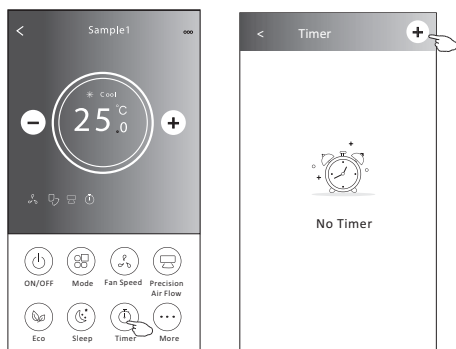 < Sample1 ooo
Cool
25.0 °C
ON/OFF Mode Fan Speed Precision
Air Flow
Eco Sleep Timer More
< Timer +
No Timer